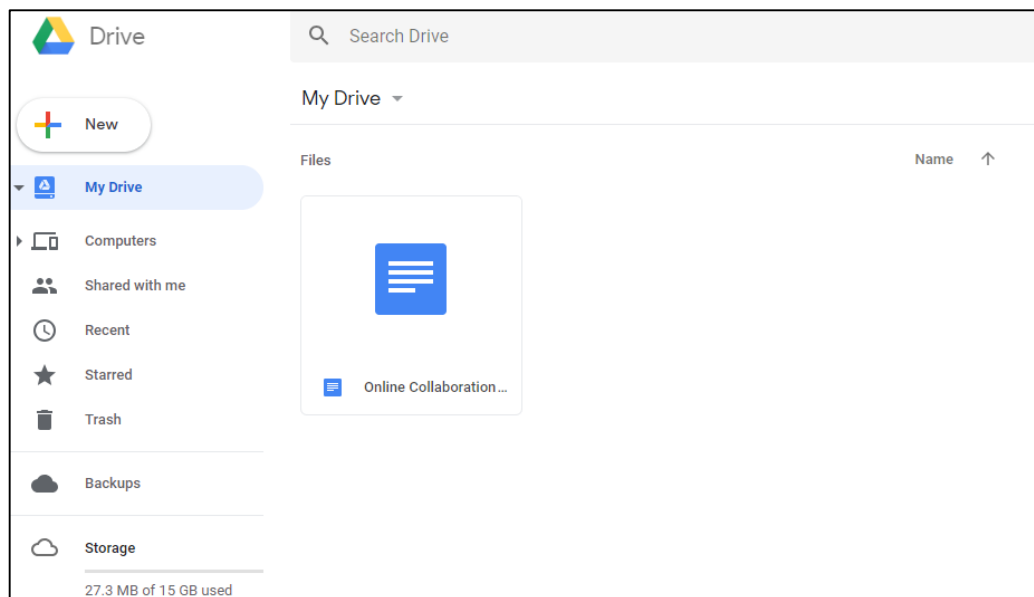 Drive
Search Drive
New
My Drive
Computers
Shared with me
Recent
Starred
Trash
Backups
Storage
27.3 MB of 15 GB used
My Drive
Files
Name
Online Collaboration...